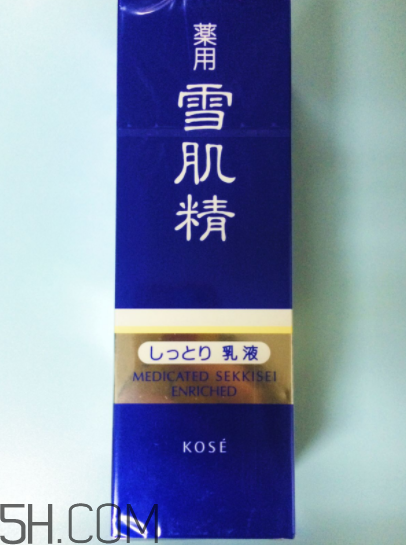 薬用
雪肌精
しっとり 乳液
MEDICATED SEKKISEI
ENRICHED
KOSÉ
5H.COM